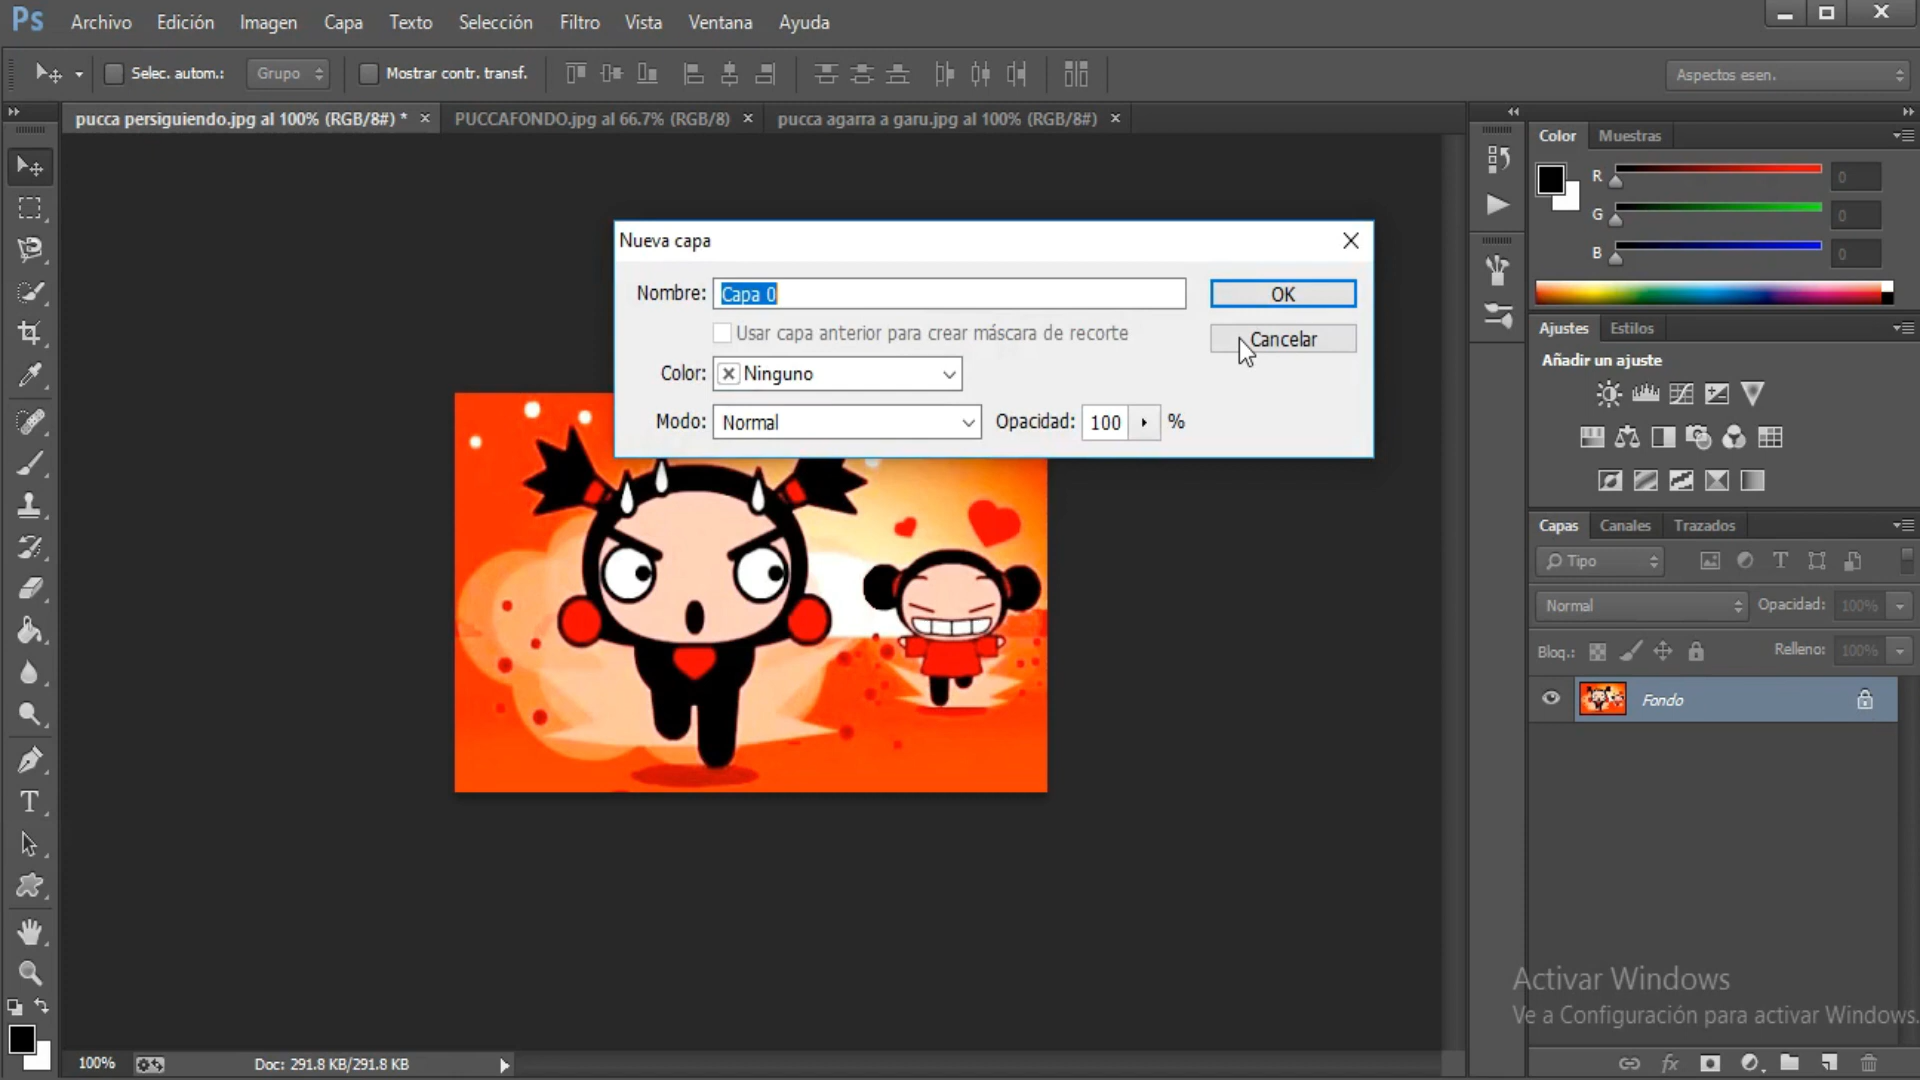 Ps Archivo Edición Imagen Capa Texto Selección Filtro Vista Ventana Ayuda
Selec. autom.: Grupo Mostrar contr. transf. Aspectos esen.
pucca persiguiendo.jpg al 100% (RGB/8#) * × PUCCAFONDO.jpg al 66.7% (RGB/8) × pucca agarra a garu.jpg al 100% (RGB/8#) ×
Color Muestras
R 0
G 0
B 0
Nueva capa
Nombre: Capa 0 OK
Usar capa anterior para crear máscara de recorte Cancelar
Color: Ninguno
Modo: Normal Opacidad: 100 %
Ajustes Estilos
Añadir un ajuste
Capas Canales Trazados
Tipo
Normal Opacidad: 100%
Bloq.: Relleno: 100%
Fondo
Activar Windows
Ve a Configuración para activar Windows.
100% Doc: 291.8 KB/291.8 KB